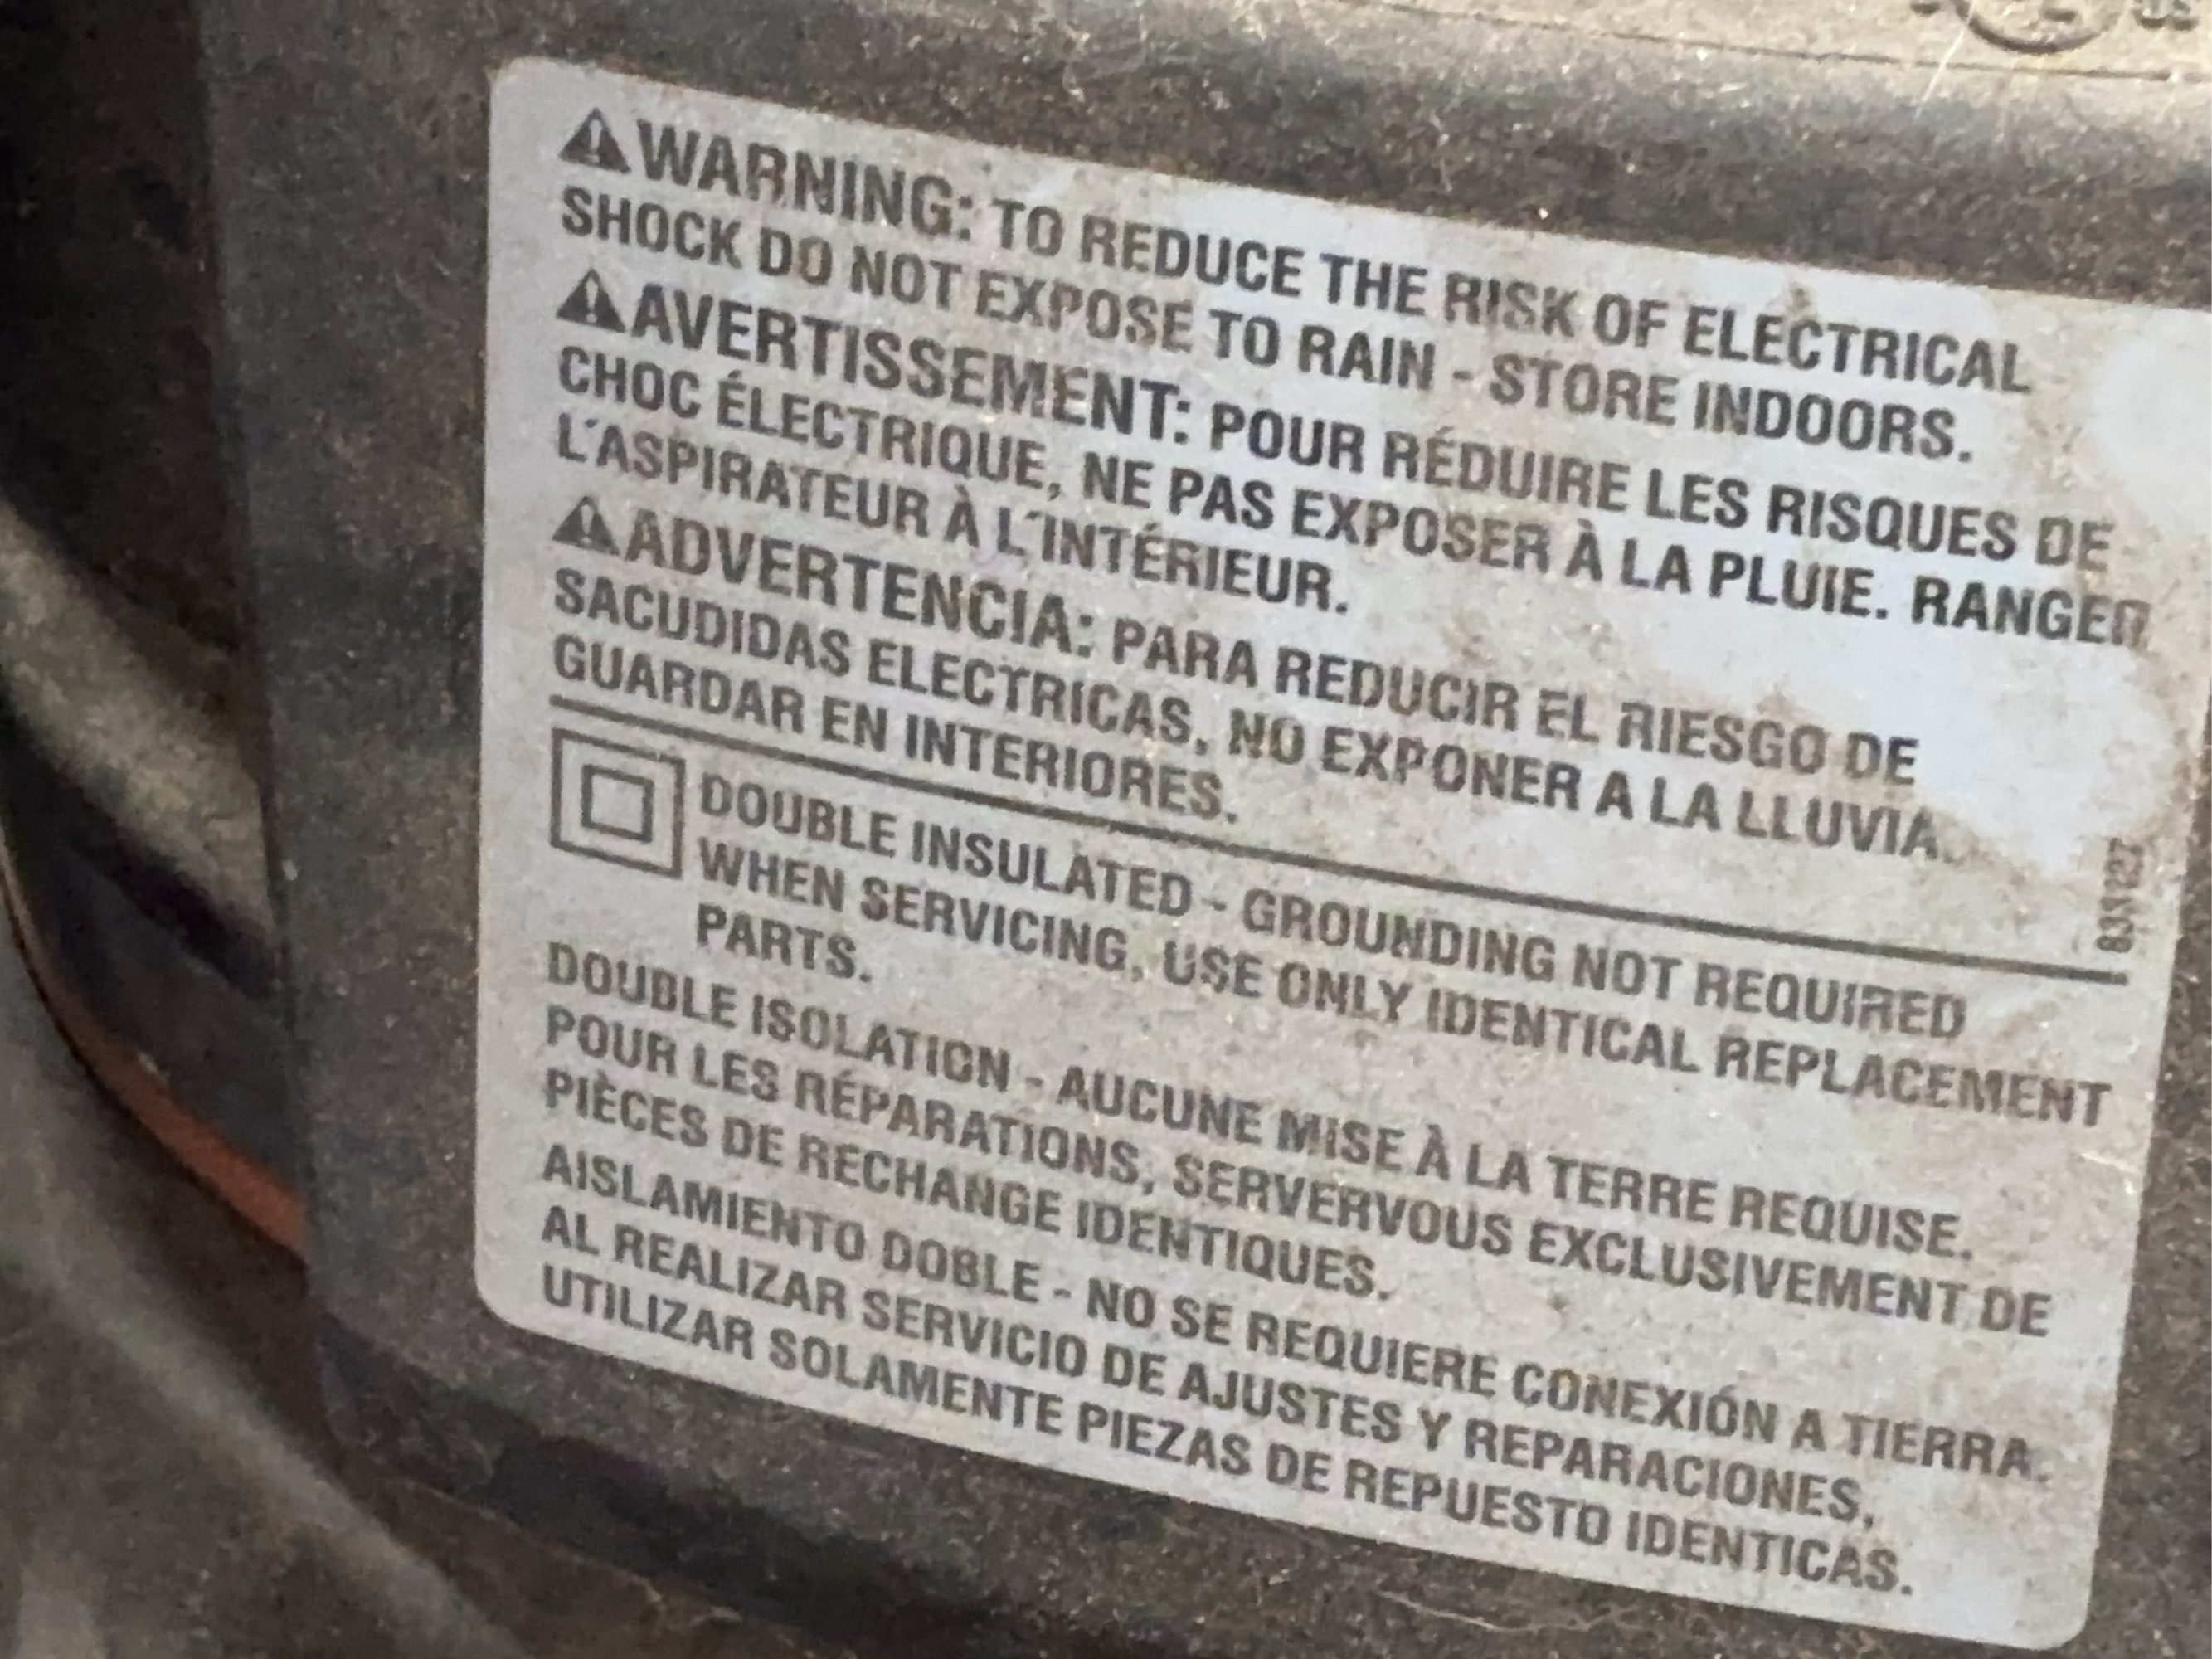 ⚠WARNING: TO REDUCE THE RISK OF ELECTRICAL
SHOCK DO NOT EXPOSE TO RAIN - STORE INDOORS.
⚠AVERTISSEMENT: POUR RÉDUIRE LES RISQUES DE
CHOC ÉLECTRIQUE, NE PAS EXPOSER À LA PLUIE. RANGER
L'ASPIRATEUR À L'INTÉRIEUR.
⚠ADVERTENCIA: PARA REDUCIR EL RIESGO DE
SACUDIDAS ELECTRICAS, NO EXPONER A LA LLUVIA.
GUARDAR EN INTERIORES.
DOUBLE INSULATED - GROUNDING NOT REQUIRED
WHEN SERVICING, USE ONLY IDENTICAL REPLACEMENT
PARTS.
DOUBLE ISOLATION - AUCUNE MISE À LA TERRE REQUISE.
POUR LES RÉPARATIONS, SERVERVOUS EXCLUSIVEMENT DE
PIÈCES DE RECHANGE IDENTIQUES.
AISLAMIENTO DOBLE - NO SE REQUIERE CONEXIÓN A TIERRA.
AL REALIZAR SERVICIO DE AJUSTES Y REPARACIONES,
UTILIZAR SOLAMENTE PIEZAS DE REPUESTO IDENTICAS.